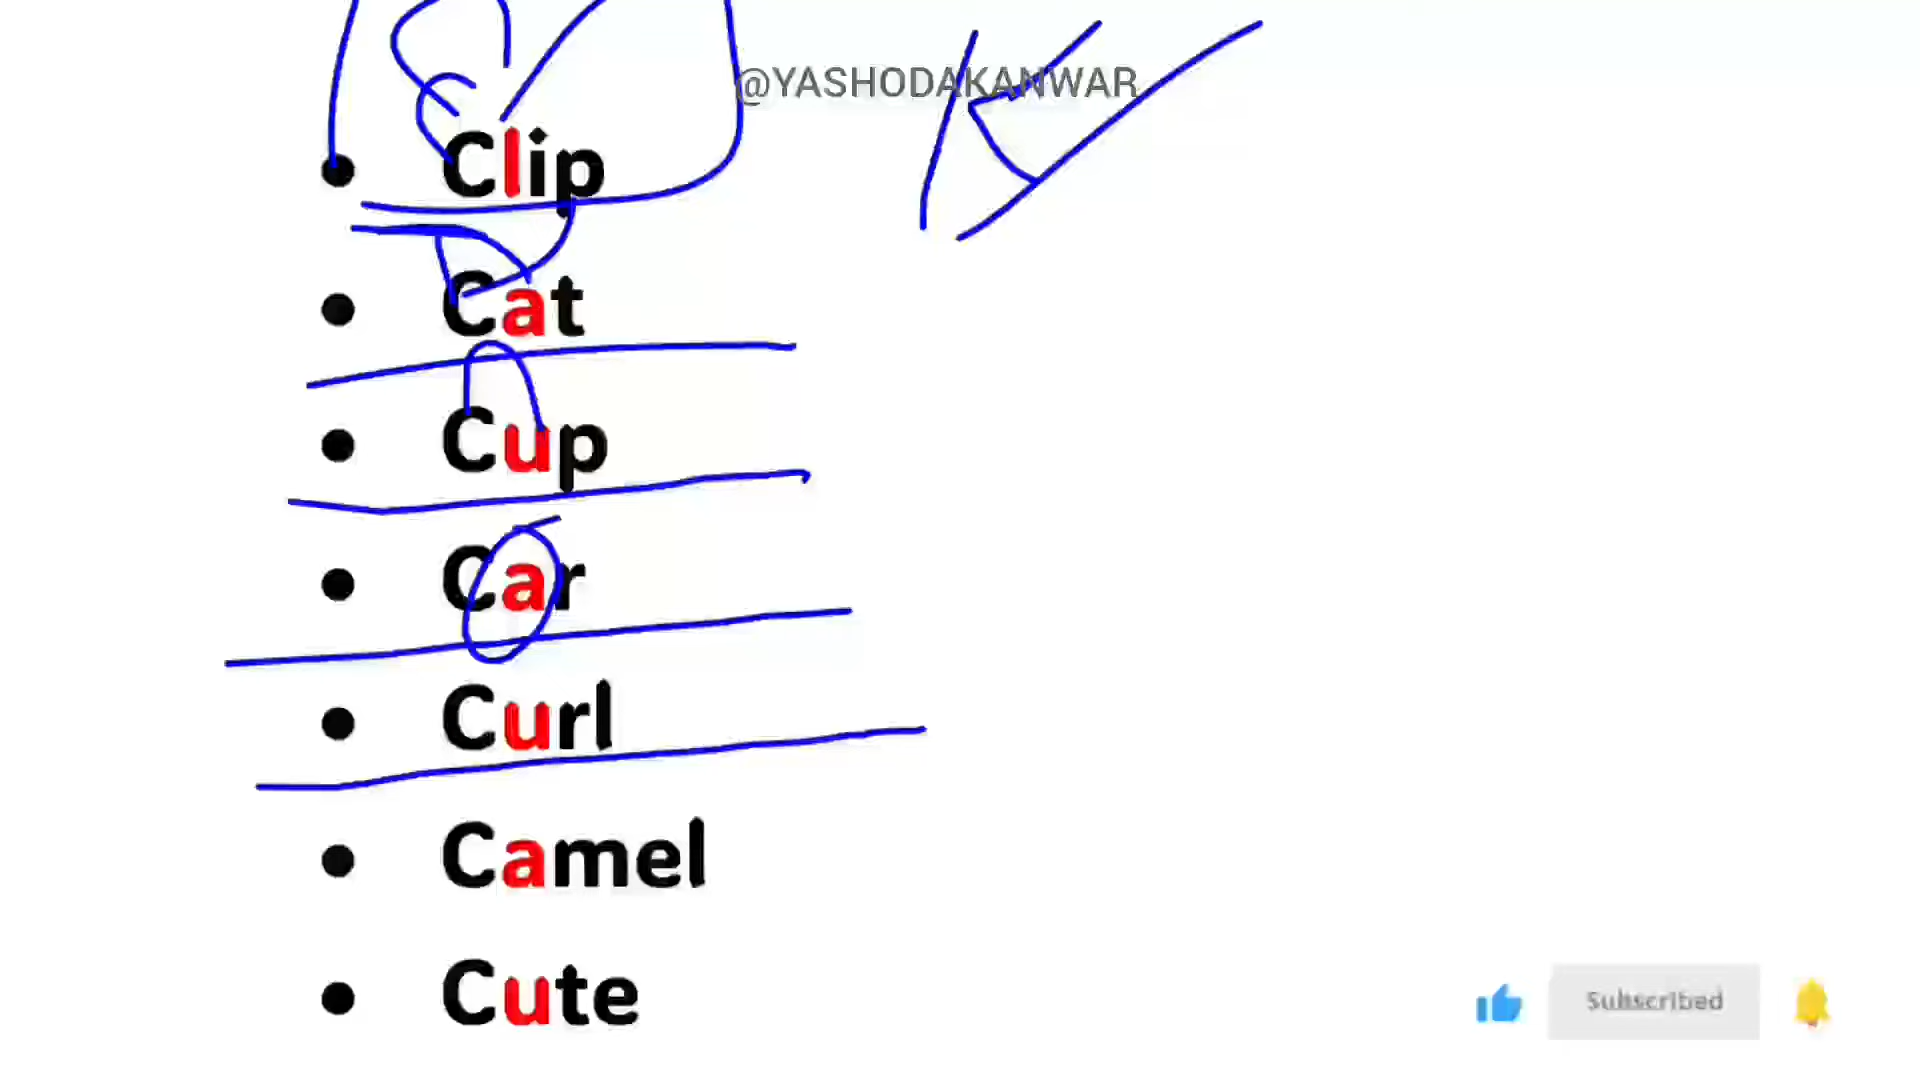 @YASHODAKANWAR
• Clip
• Cat
• Cup
• Car
• Curl
• Camel
• Cute
Subscribed